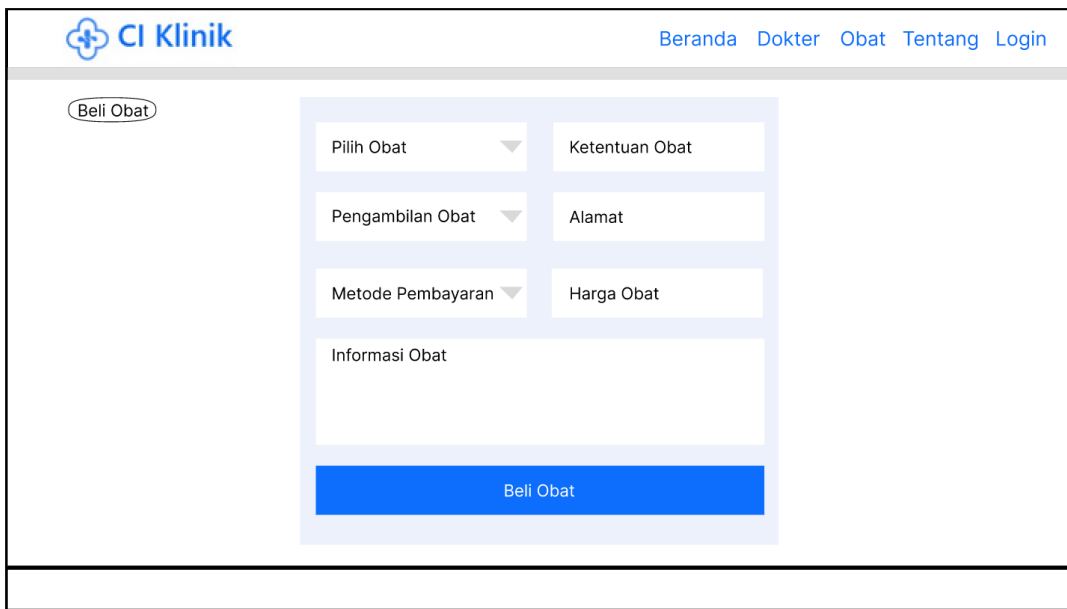 CI Klinik
Beranda Dokter Obat Tentang Login
Beli Obat
Pilih Obat
Ketentuan Obat
Pengambilan Obat
Alamat
Metode Pembayaran
Harga Obat
Informasi Obat
Beli Obat